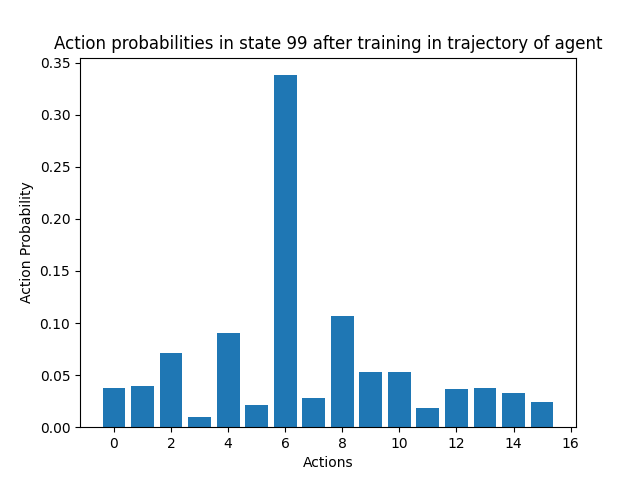 Action probabilities in state 99 after training in trajectory of agent
0.35
0.30
0.25
0.20
0.15
0.10
0.05
0.00
Action Probability
0 2 4 6 8 10 12 14 16
Actions